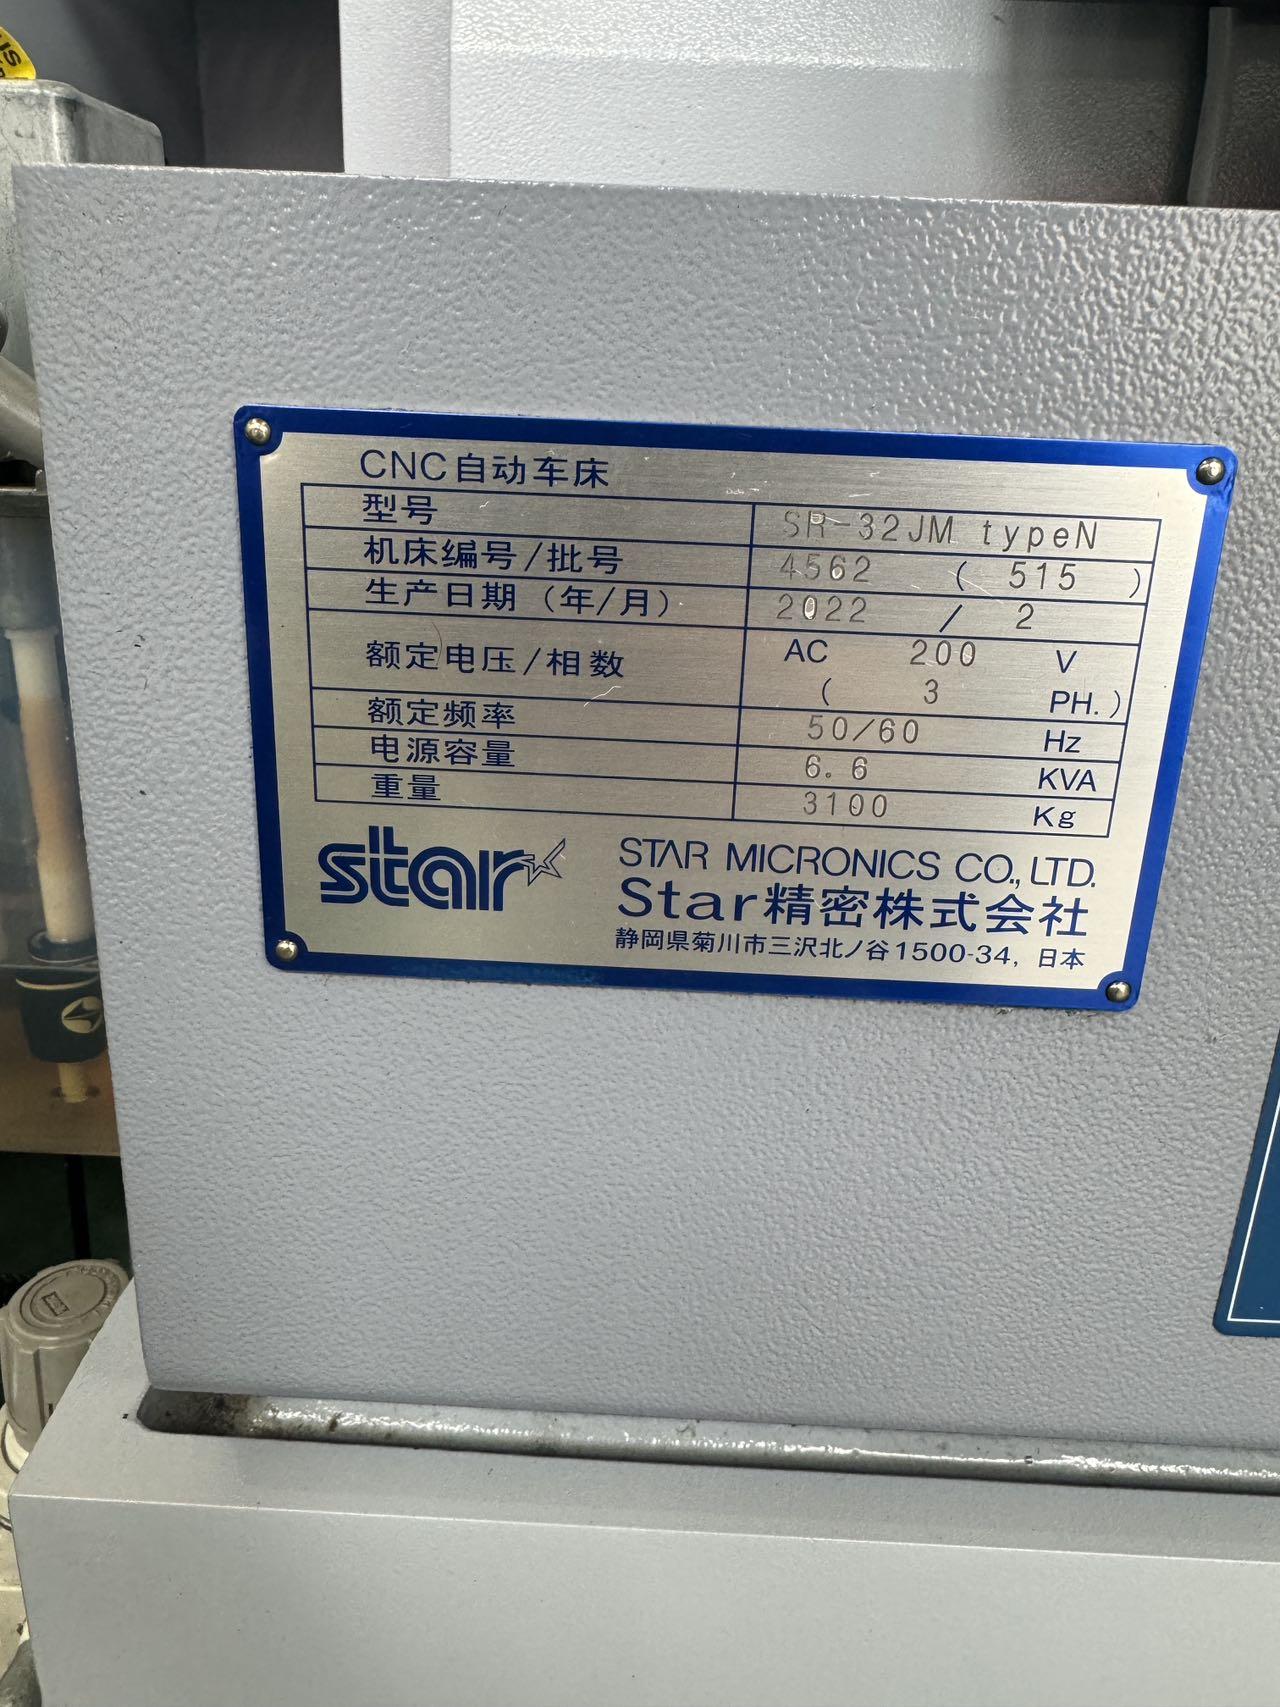 CNC自动车床
型号 SR-32JM typeN
机床编号/批号 4562 ( 515 )
生产日期（年/月） 2022 / 2
额定电压/相数 AC 200 V
( 3 PH.)
额定频率 50/60 Hz
电源容量 6.6 KVA
重量 3100 Kg
star
STAR MICRONICS CO., LTD.
Star精密株式会社
静岡県菊川市三沢北ノ谷1500-34, 日本